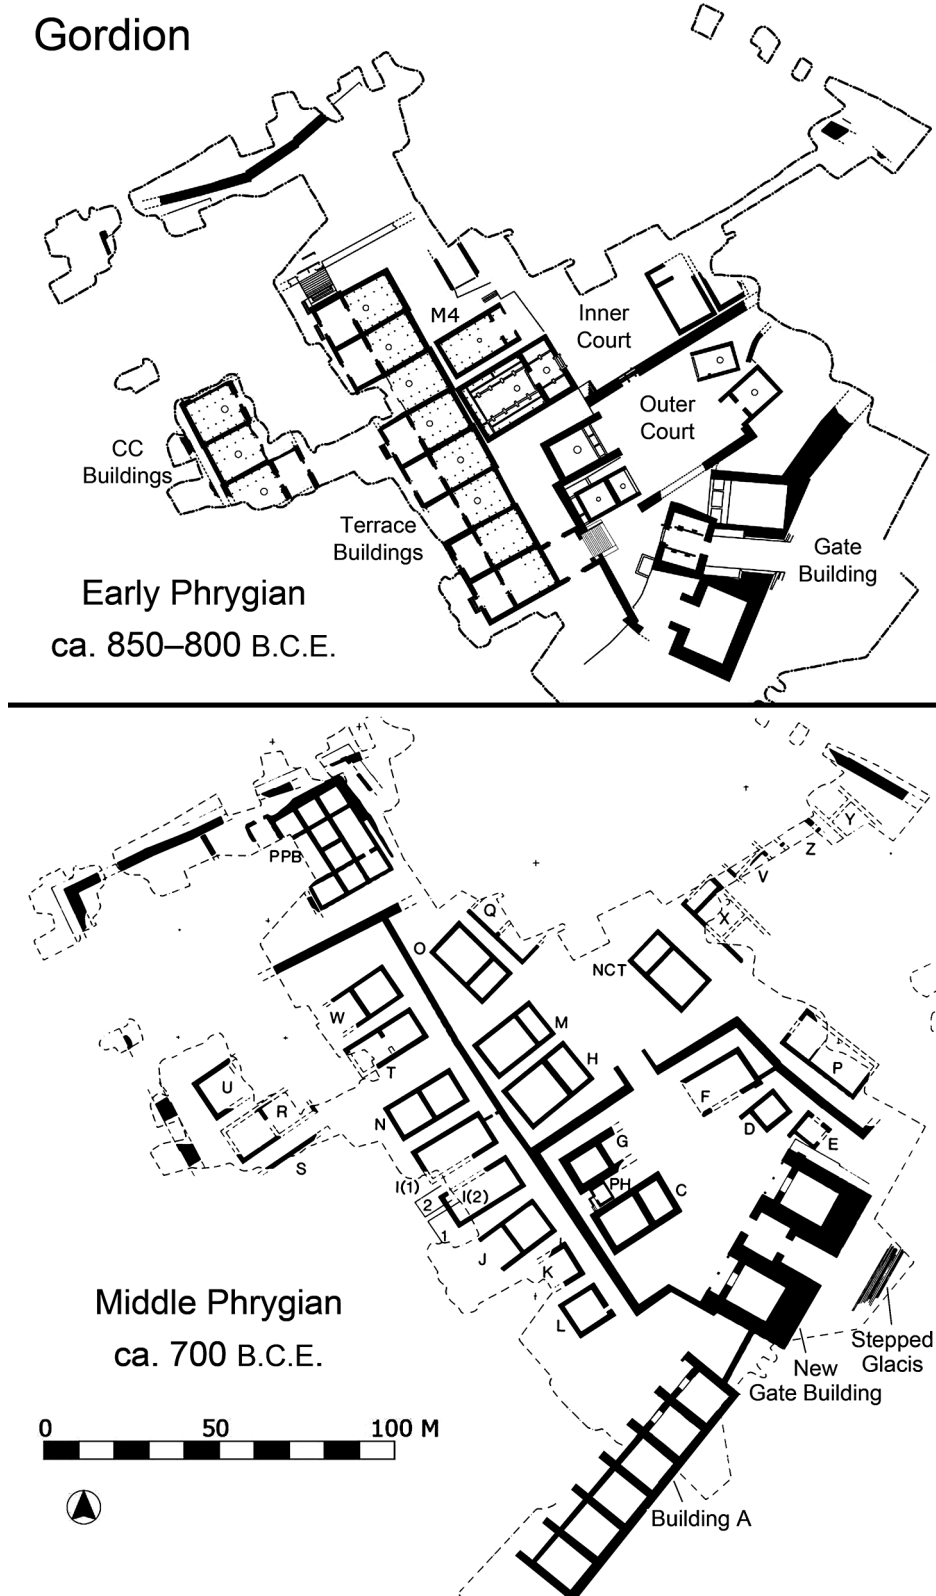 Gordion
M4
Inner
Court
Outer
Court
CC
Buildings
Terrace
Buildings
Gate
Building
Early Phrygian
ca. 850–800 B.C.E.
PPB
Y
Z
V
X
Q
O
NCT
W
M
T
H
P
U
F
R
D
N
E
S
G
I(1)
PH
C
2
I(2)
1
J
K
L
Middle Phrygian
ca. 700 B.C.E.
Stepped
Glacis
New
Gate Building
0 50 100 M
Building A